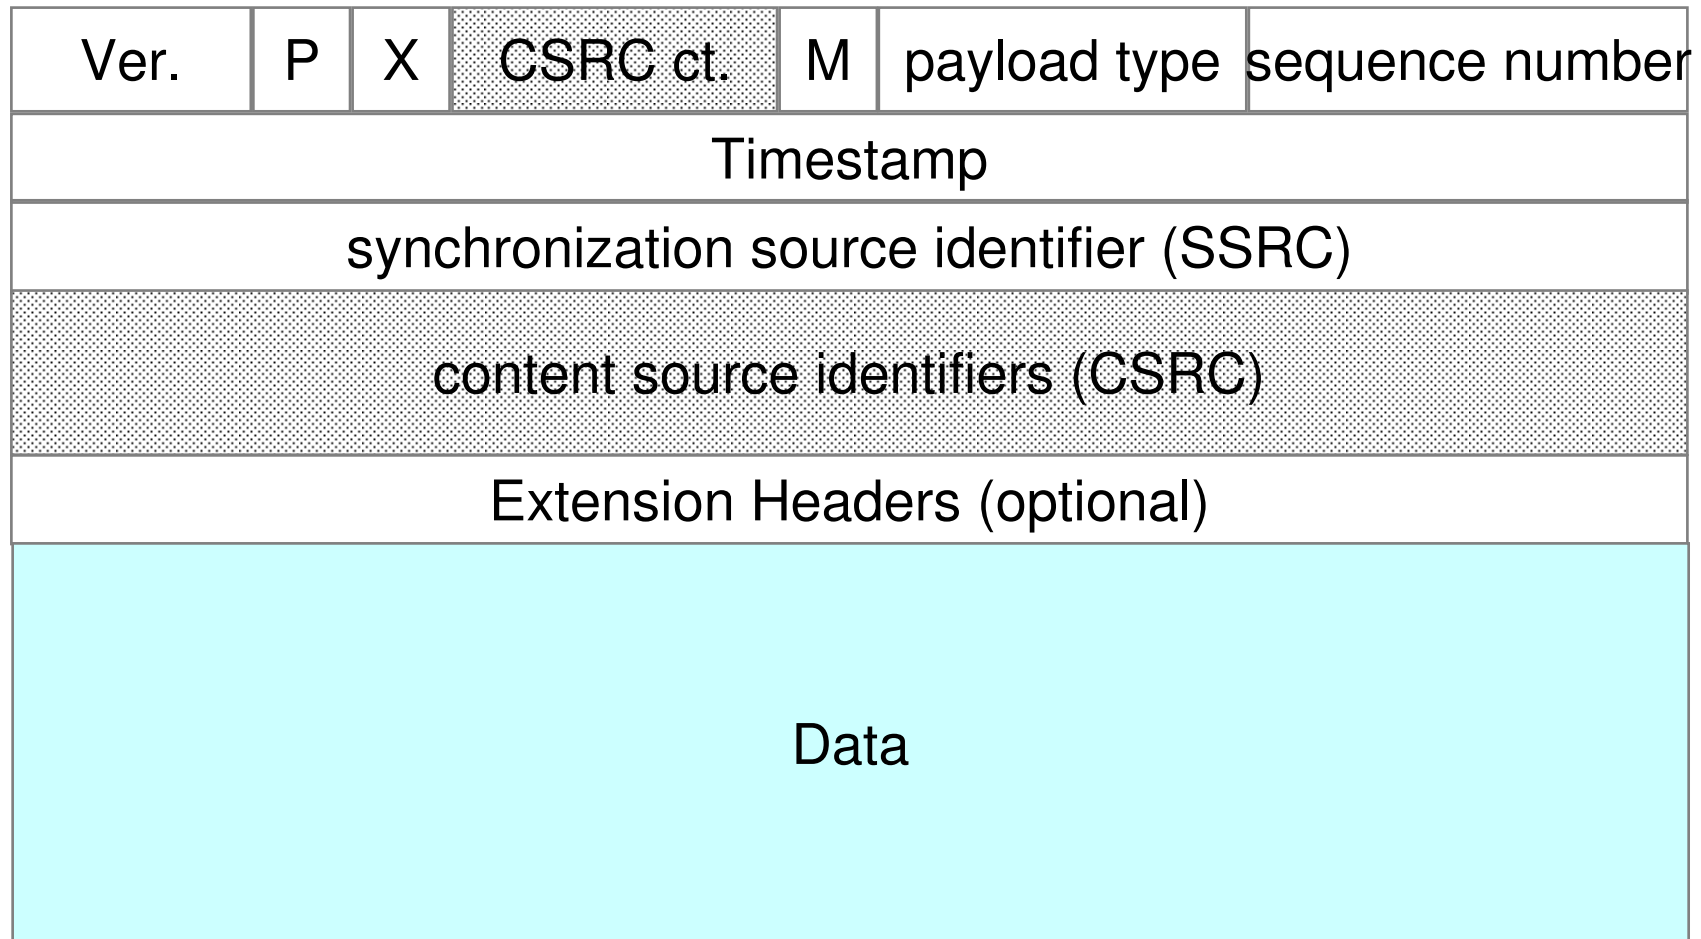 Ver. P X CSRC ct. M payload type sequence number
Timestamp
synchronization source identifier (SSRC)
content source identifiers (CSRC)
Extension Headers (optional)
Data